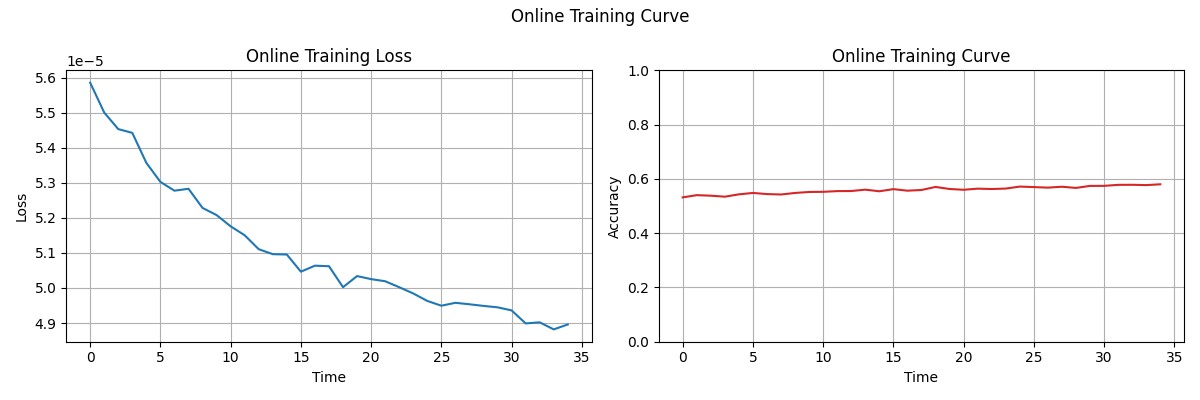 Online Training Curve
Online Training Loss
1e−5
5.6
5.5
5.4
5.3
5.2
5.1
5.0
4.9
Loss
0 5 10 15 20 25 30 35
Time
Online Training Curve
1.0
0.8
0.6
0.4
0.2
0.0
Accuracy
0 5 10 15 20 25 30 35
Time